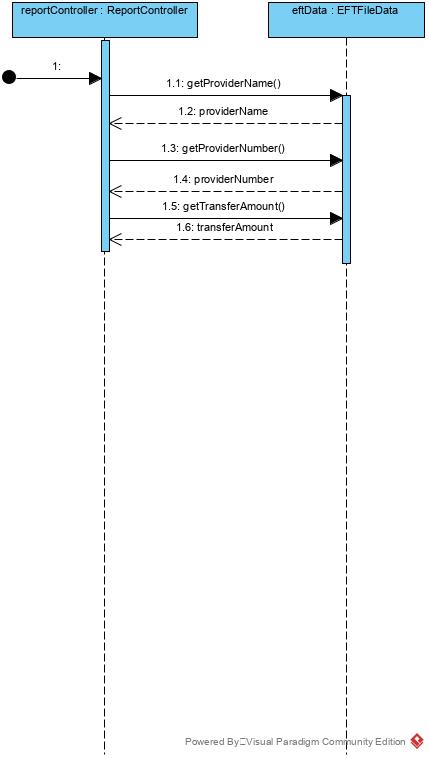 reportController : ReportController
eftData : EFTFileData
1:
1.1: getProviderName()
1.2: providerName
1.3: getProviderNumber()
1.4: providerNumber
1.5: getTransferAmount()
1.6: transferAmount
Powered By Visual Paradigm Community Edition